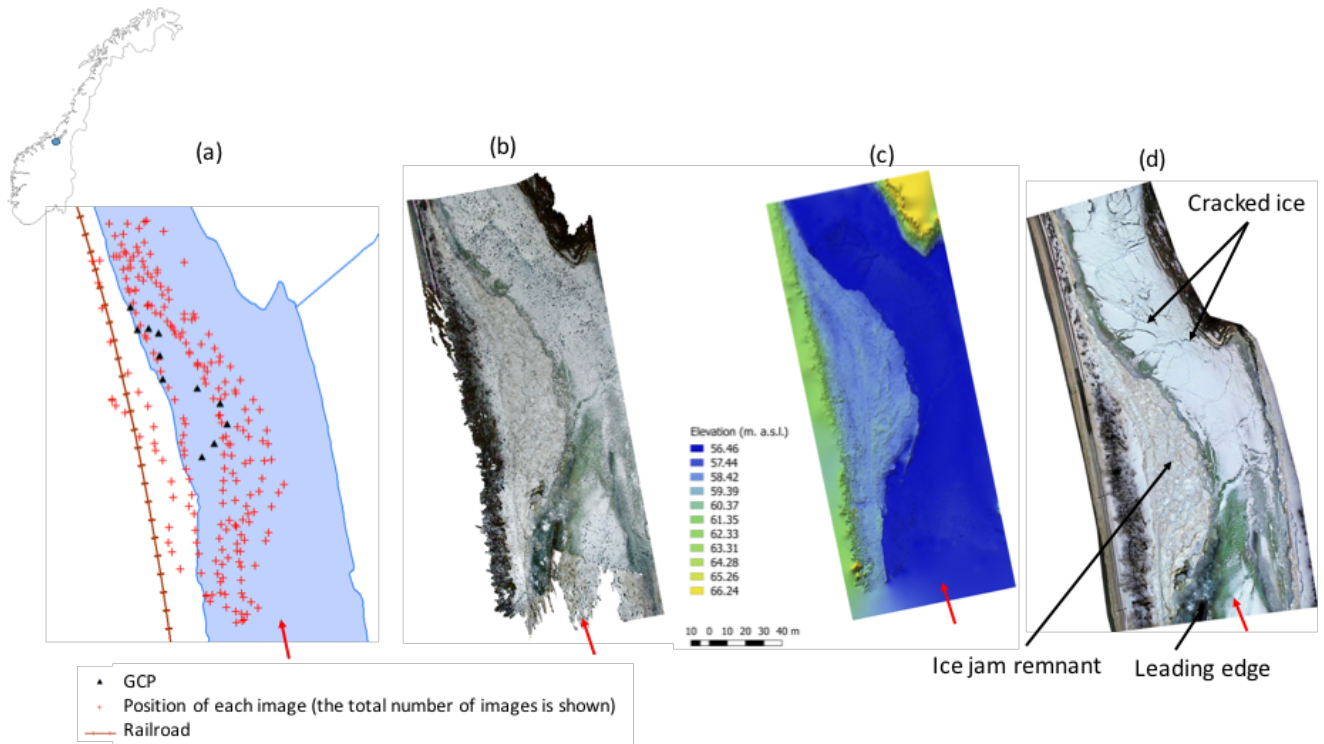 (a)
(b)
(c)
(d)
Cracked ice
Elevation (m. a.s.l.)
56.46
57.44
58.42
59.39
60.37
61.35
62.33
63.31
64.28
65.26
66.24
10 0 10 20 30 40 m
Ice jam remnant
Leading edge
GCP
Position of each image (the total number of images is shown)
Railroad